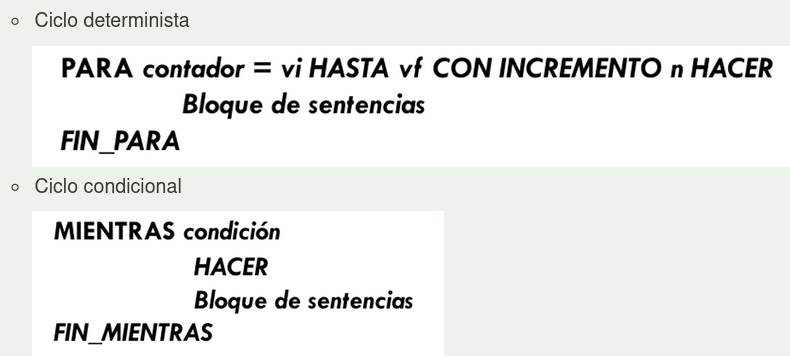 Ciclo determinista
PARA contador = vi HASTA vf CON INCREMENTO n HACER
Bloque de sentencias
FIN_PARA
Ciclo condicional
MIENTRAS condición
HACER
Bloque de sentencias
FIN_MIENTRAS